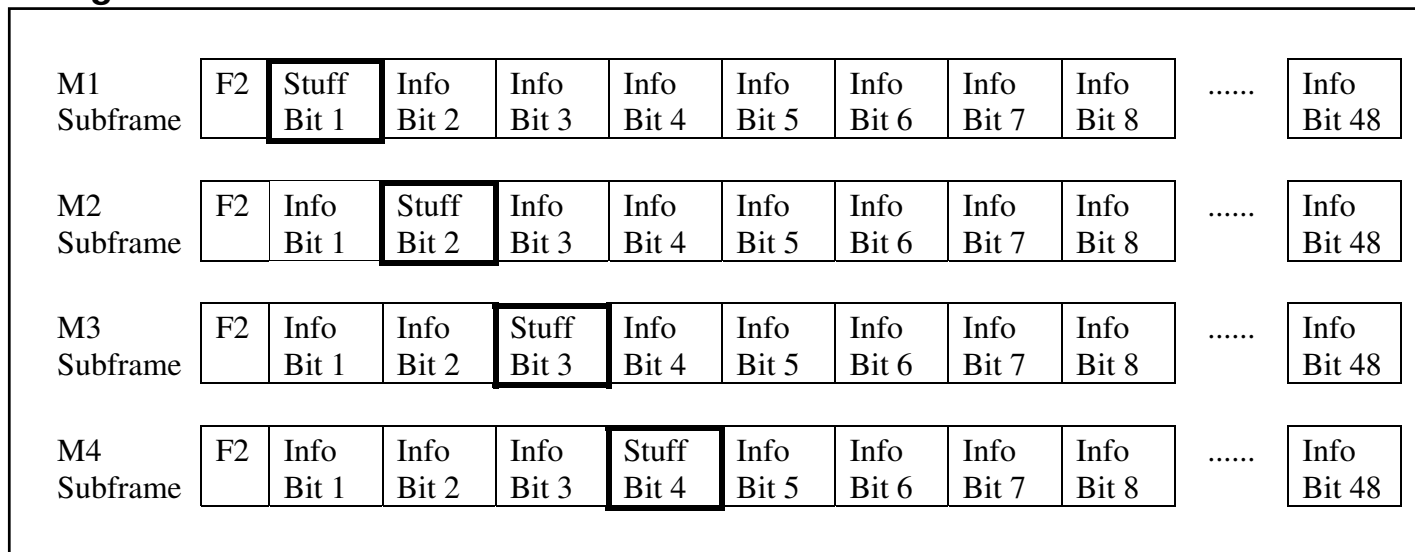 M1 F2 Stuff Info Info Info Info Info Info Info ...... Info
Subframe Bit 1 Bit 2 Bit 3 Bit 4 Bit 5 Bit 6 Bit 7 Bit 8 Bit 48
M2 F2 Info Stuff Info Info Info Info Info Info ...... Info
Subframe Bit 1 Bit 2 Bit 3 Bit 4 Bit 5 Bit 6 Bit 7 Bit 8 Bit 48
M3 F2 Info Info Stuff Info Info Info Info Info ...... Info
Subframe Bit 1 Bit 2 Bit 3 Bit 4 Bit 5 Bit 6 Bit 7 Bit 8 Bit 48
M4 F2 Info Info Info Stuff Info Info Info Info ...... Info
Subframe Bit 1 Bit 2 Bit 3 Bit 4 Bit 5 Bit 6 Bit 7 Bit 8 Bit 48